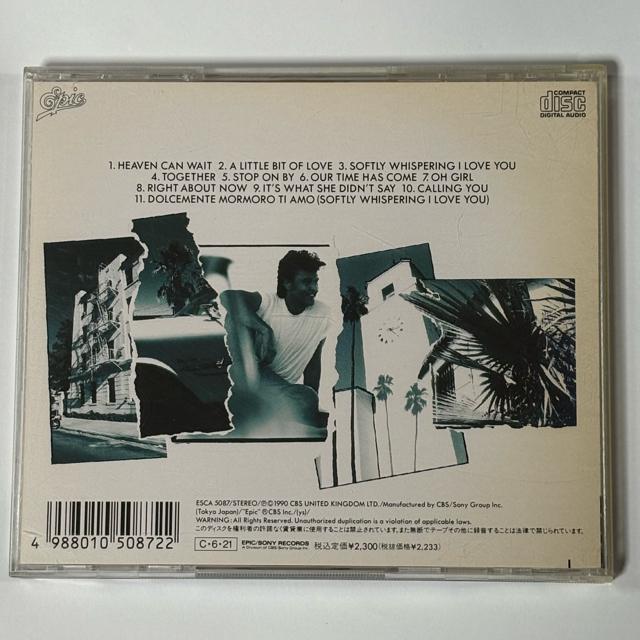 Epic
COMPACT
disc
DIGITAL AUDIO
1. HEAVEN CAN WAIT 2. A LITTLE BIT OF LOVE 3. SOFTLY WHISPERING I LOVE YOU
4. TOGETHER 5. STOP ON BY 6. OUR TIME HAS COME 7. OH GIRL
8. RIGHT ABOUT NOW 9. IT'S WHAT SHE DIDN'T SAY 10. CALLING YOU
11. DOLCEMENTE MORMORO TI AMO (SOFTLY WHISPERING I LOVE YOU)
ESCA 5087/STEREO/Ⓟ©1990 CBS UNITED KINGDOM LTD./Manufactured by CBS/Sony Group Inc.
(Tokyo Japan)/"Epic" ®CBS Inc./(ys)/
WARNING: All Rights Reserved. Unauthorized duplication is a violation of applicable laws.
このディスクを権利者の許諾なく賃貸業に使用することは禁止されています。また無断でテープその他に録音することは法律で禁じられています。
4 988010 508722
C・6・21
EPIC/SONY RECORDS
A Division of CBS/Sony Group Inc.
税込定価¥2,300(税抜価格¥2,233)